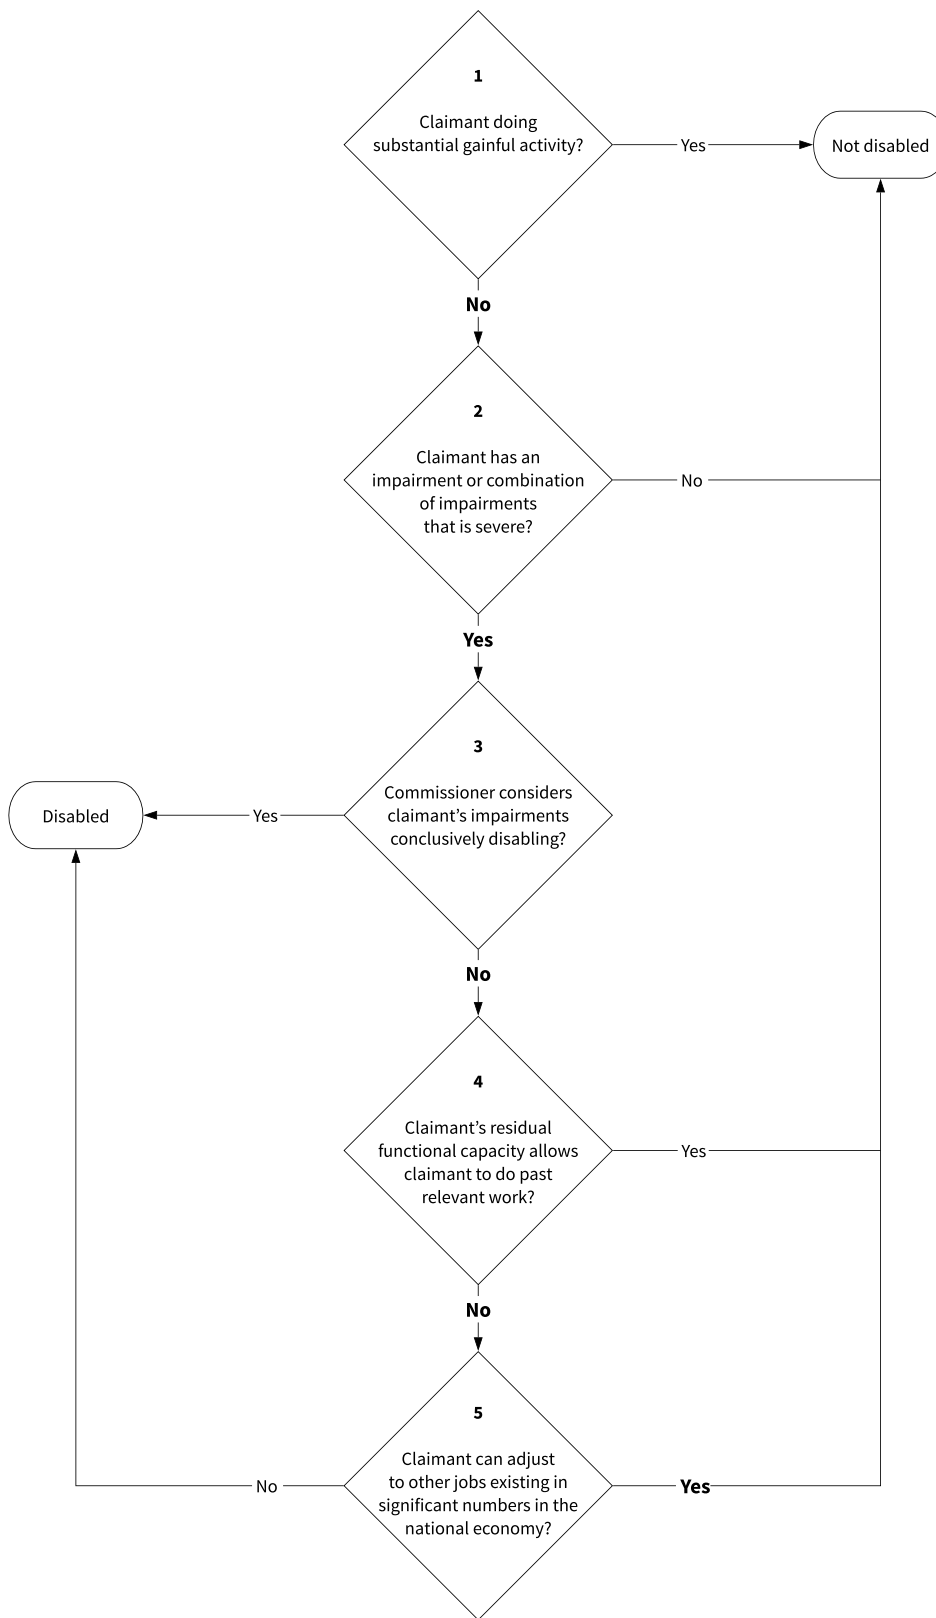 1
Claimant doing
substantial gainful activity?
Yes
Not disabled
No
2
Claimant has an
impairment or combination
of impairments
that is severe?
No
Yes
3
Commissioner considers
claimant’s impairments
conclusively disabling?
Yes
Disabled
No
4
Claimant’s residual
functional capacity allows
claimant to do past
relevant work?
Yes
No
5
Claimant can adjust
to other jobs existing in
significant numbers in the
national economy?
No
Yes